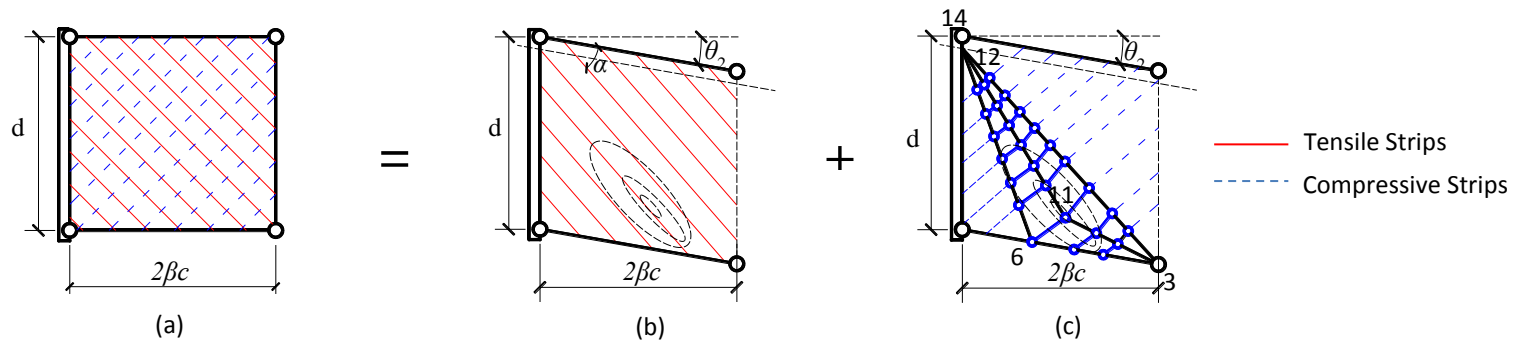 d
2βc
(a)
=
d
α
θ2
2βc
(b)
+
14
12
d
θ2
11
6
2βc
3
(c)
Tensile Strips
Compressive Strips